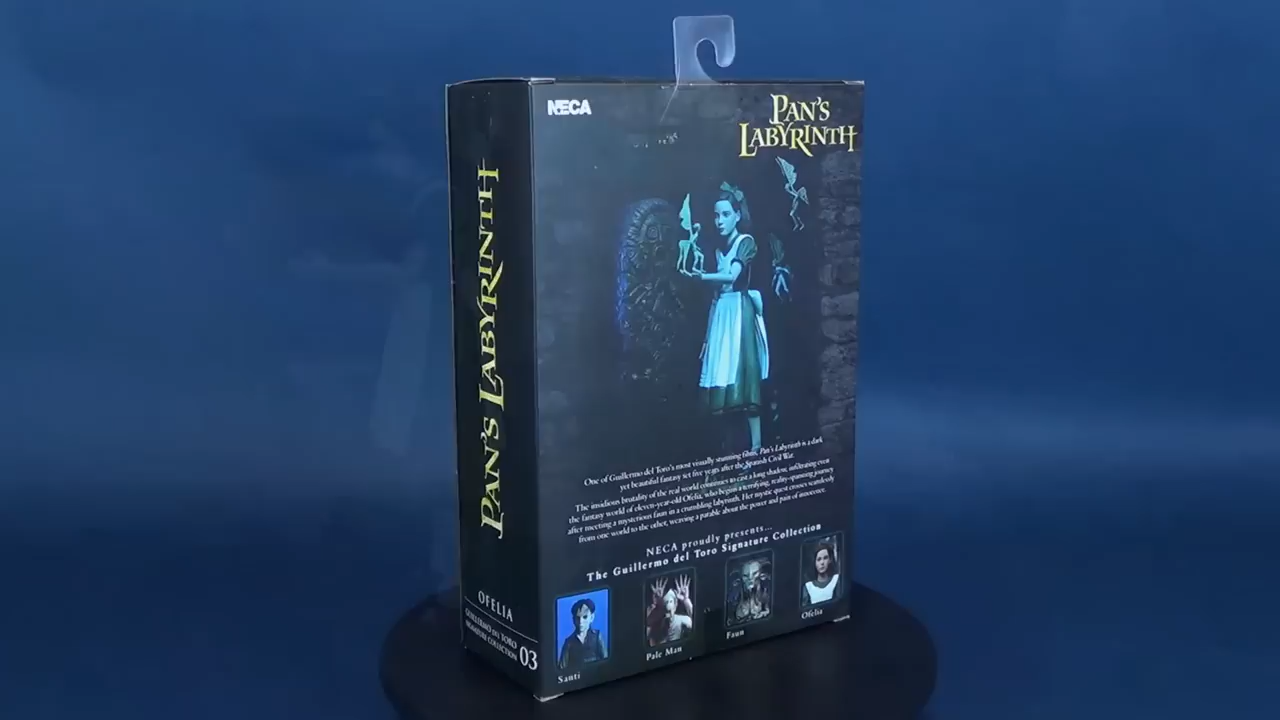 NECA
PAN'S
LABYRINTH
PAN'S LABYRINTH
One of Guillermo del Toro's most visually stunning films, Pan's Labyrinth is a dark
yet beautiful fantasy set five years after the Spanish Civil War.
The insidious brutality of the real world continues to cast a long shadow, infiltrating even
the fantasy world of eleven-year-old Ofelia, who begins a terrifying, reality-spanning journey
after meeting a mysterious faun in a crumbling labyrinth. Her mystic quest crosses seamlessly
from one world to the other, weaving a parable about the power and pain of innocence.
NECA proudly presents...
The Guillermo del Toro Signature Collection
OFELIA
GUILLERMO DEL TORO
SIGNATURE COLLECTION 03
Santi
Pale Man
Faun
Ofelia